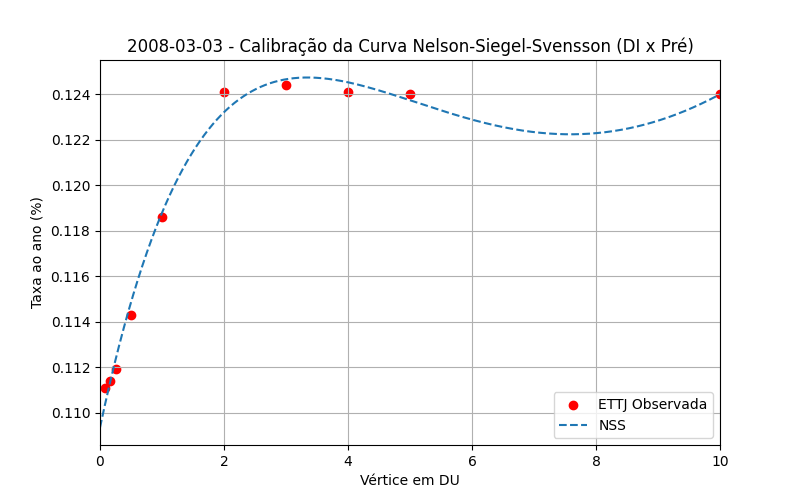 2008-03-03 - Calibração da Curva Nelson-Siegel-Svensson (DI x Pré)
Taxa ao ano (%)
0.124
0.122
0.120
0.118
0.116
0.114
0.112
0.110
ETTJ Observada
NSS
0 2 4 6 8 10
Vértice em DU